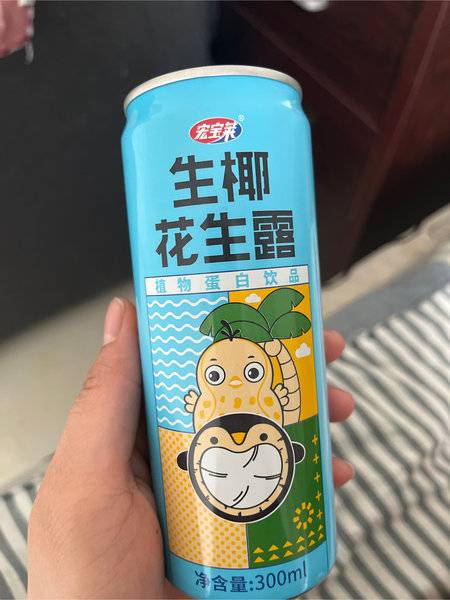 宏宝莱®
生椰
花生露
植物蛋白饮品
净含量:300ml